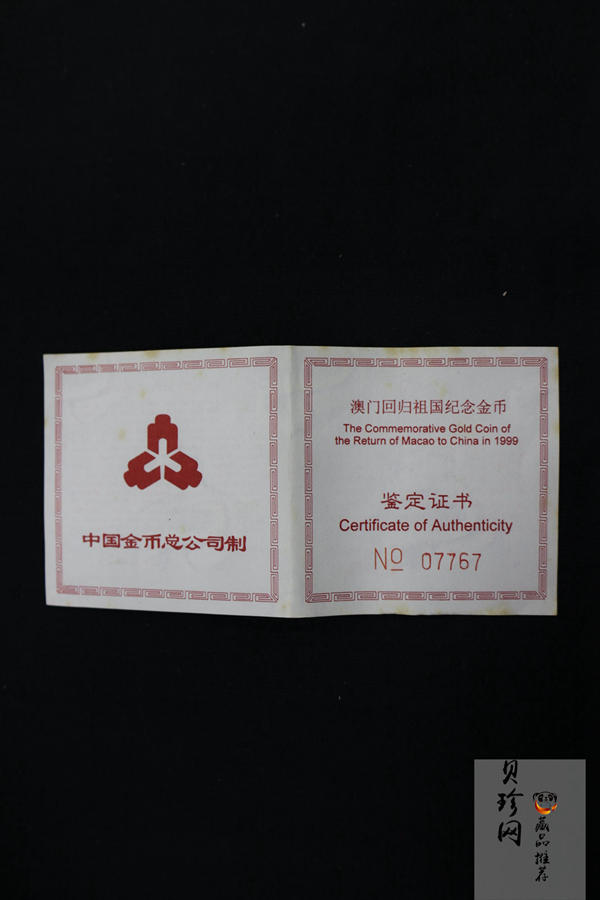 中国金币总公司制
澳门回归祖国纪念金币
The Commemorative Gold Coin of
the Return of Macao to China in 1999
鉴定证书
Certificate of Authenticity
No 07767
贝珍网
藏品推荐